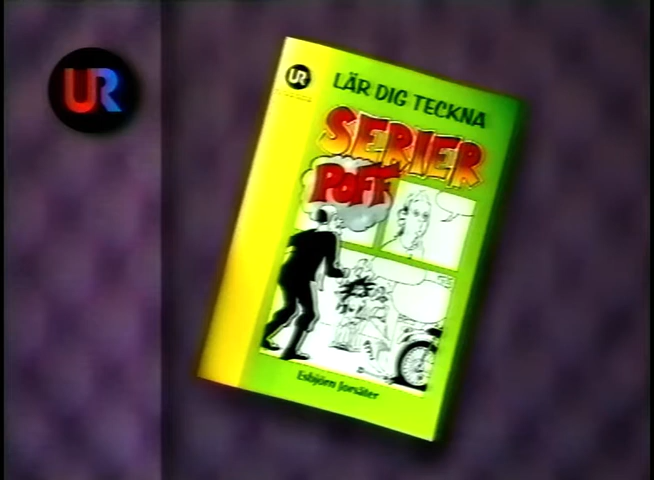 UR
UR
LÄR DIG TECKNA
SERIER
POFF
Esbjörn Jorsäter